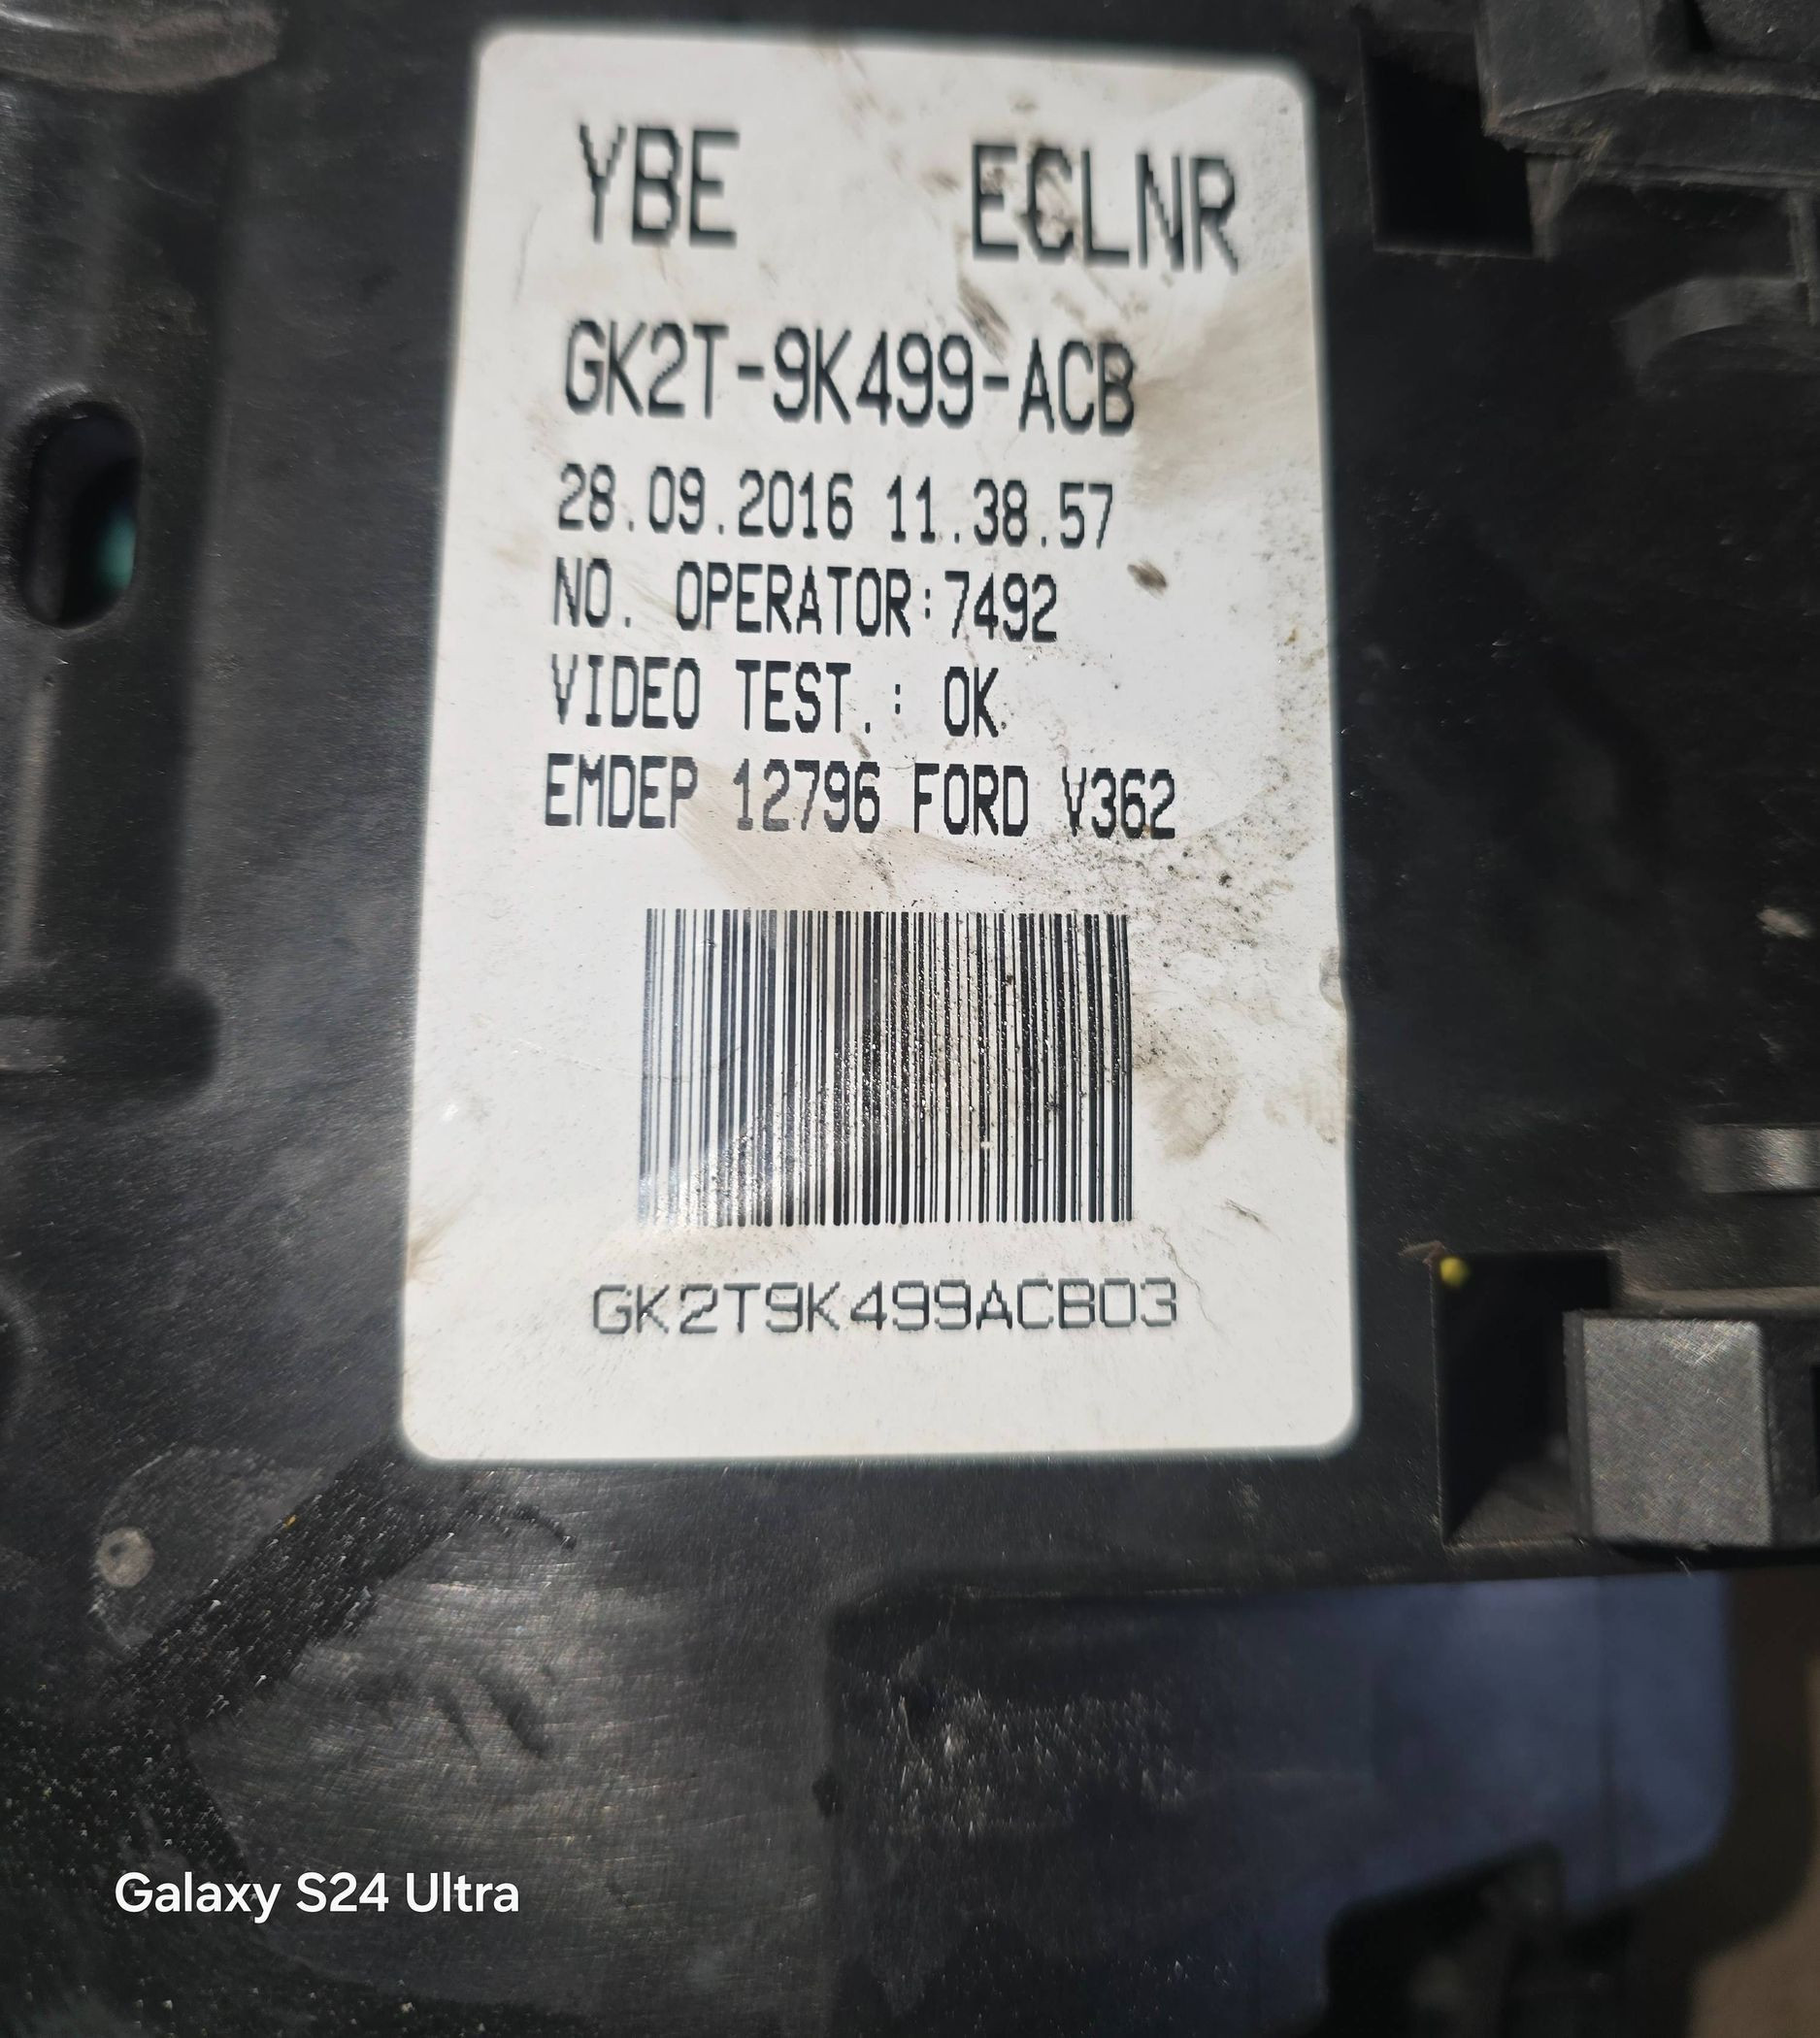 YBE ECLNR
GK2T-9K499-ACB
28.09.2016 11.38.57
NO. OPERATOR:7492
VIDEO TEST.: OK
EMDEP 12796 FORD V362
GK2T9K499ACB03
Galaxy S24 Ultra